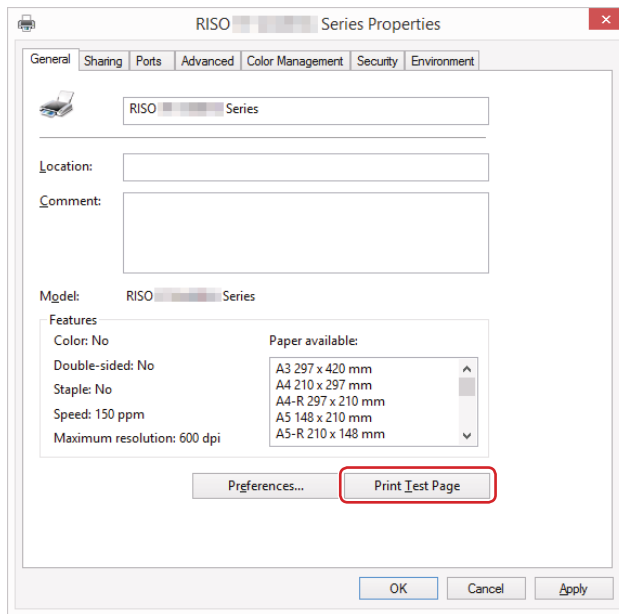 RISO Series Properties
General Sharing Ports Advanced Color Management Security Environment
RISO Series
Location:
Comment:
Model: RISO Series
Features
Color: No
Double-sided: No
Staple: No
Speed: 150 ppm
Maximum resolution: 600 dpi
Paper available:
A3 297 x 420 mm
A4 210 x 297 mm
A4-R 297 x 210 mm
A5 148 x 210 mm
A5-R 210 x 148 mm
Preferences... Print Test Page
OK Cancel Apply